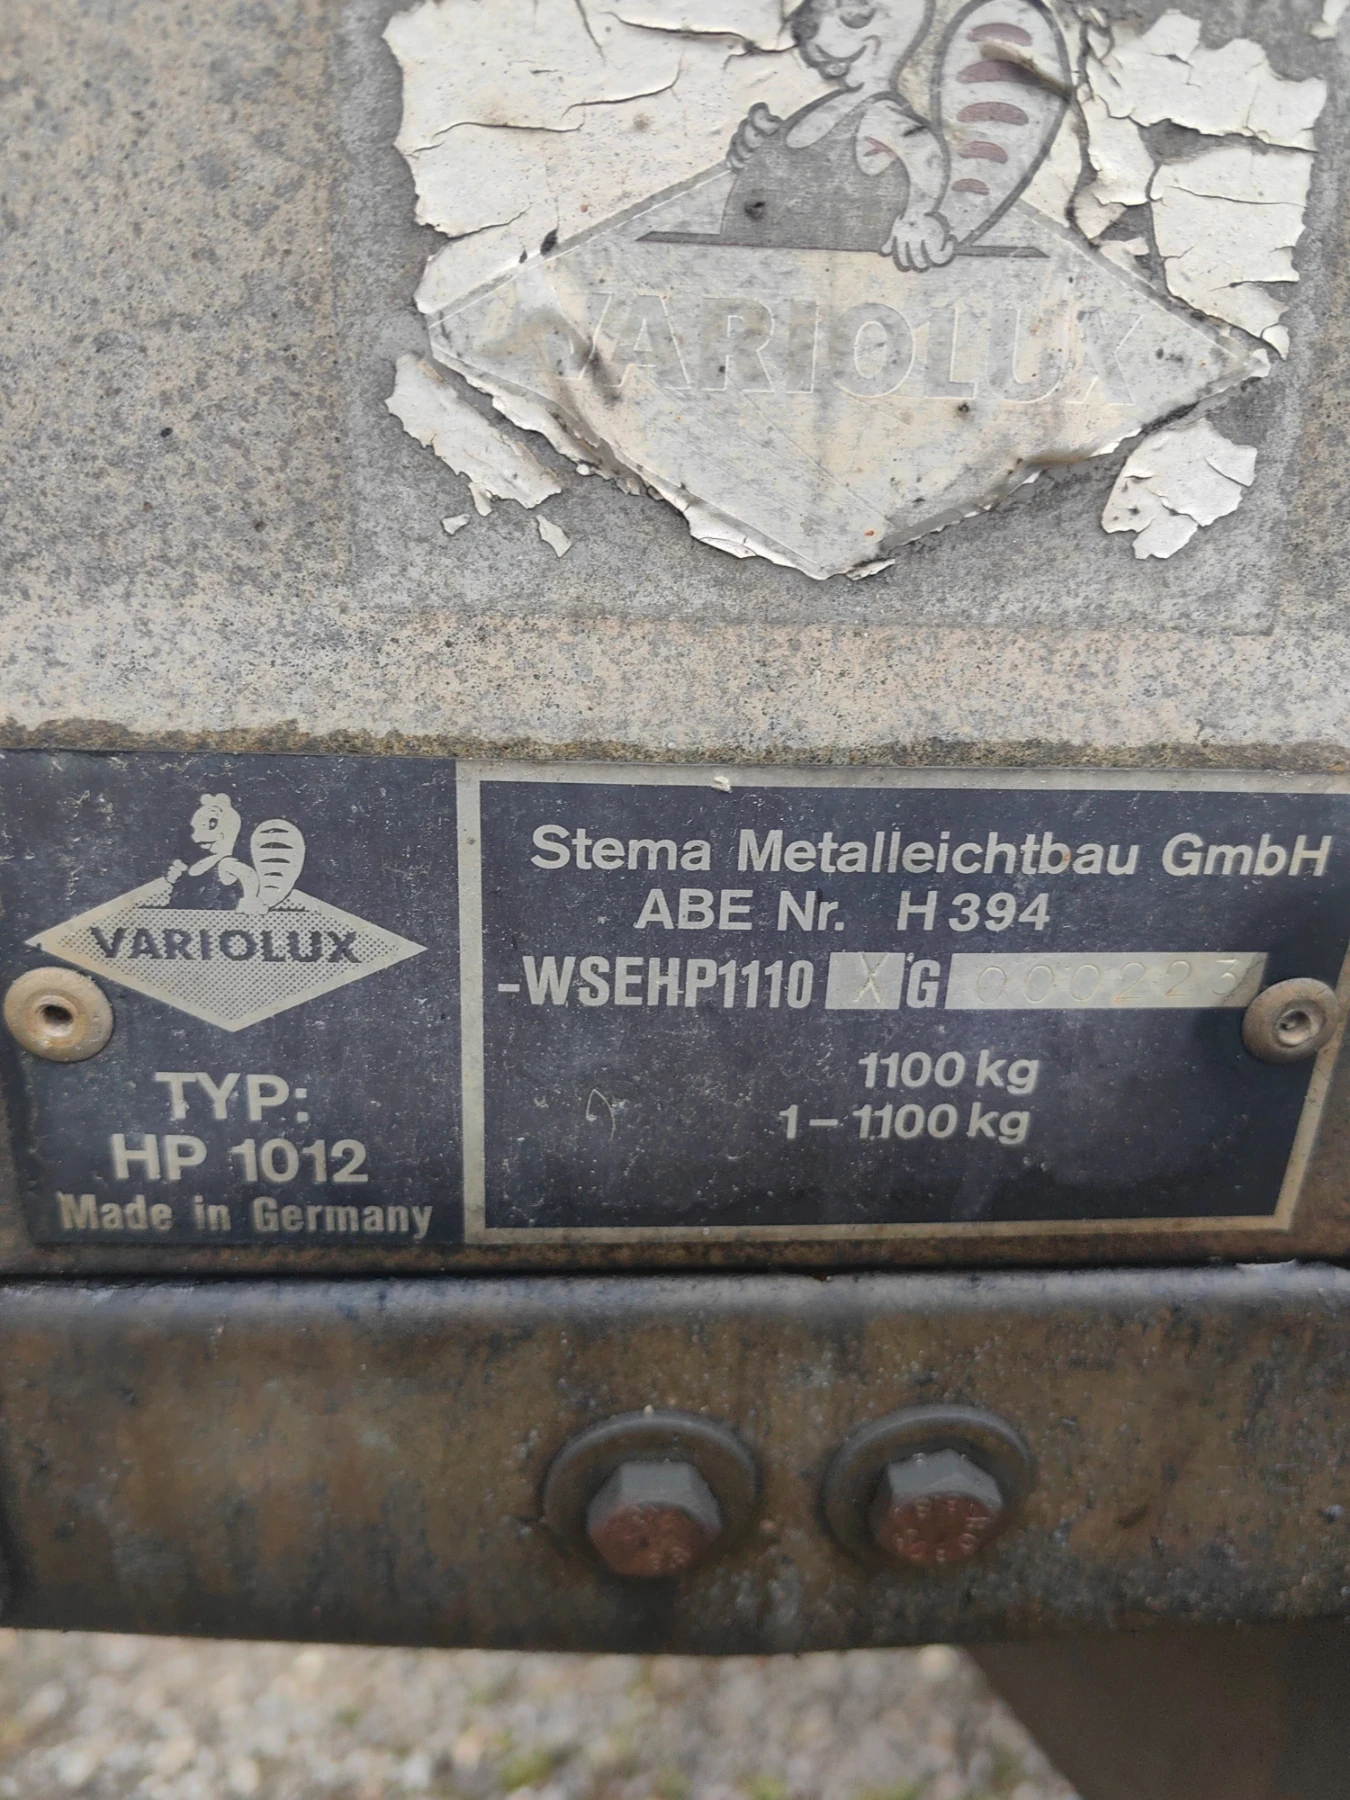 VARIOLUX
VARIOLUX
TYP:
HP 1012
Made in Germany
Stema Metalleichtbau GmbH
ABE Nr. H 394
-WSEHP1110 X G 000223
1100 kg
1 – 1100 kg